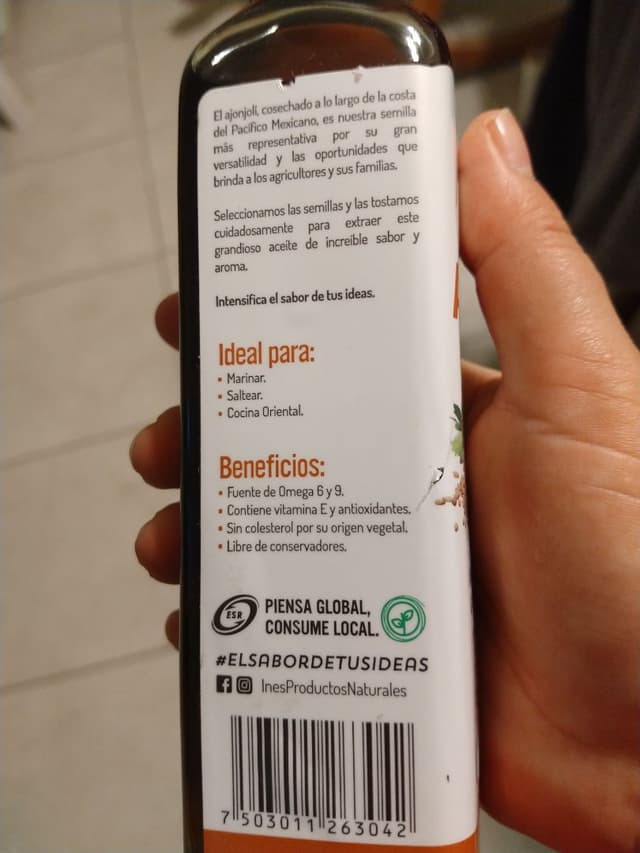 El ajonjolí, cosechado a lo largo de la costa
del Pacífico Mexicano, es nuestra semilla
más representativa por su gran
versatilidad y las oportunidades que
brinda a los agricultores y sus familias.
Seleccionamos las semillas y las tostamos
cuidadosamente para extraer este
grandioso aceite de increíble sabor y
aroma.
Intensifica el sabor de tus ideas.
Ideal para:
• Marinar.
• Saltear.
• Cocina Oriental.
Beneficios:
• Fuente de Omega 6 y 9.
• Contiene vitamina E y antioxidantes.
• Sin colesterol por su origen vegetal.
• Libre de conservadores.
ESR
PIENSA GLOBAL,
CONSUME LOCAL.
#ELSABORDETUSIDEAS
InesProductosNaturales
7 503011 263042